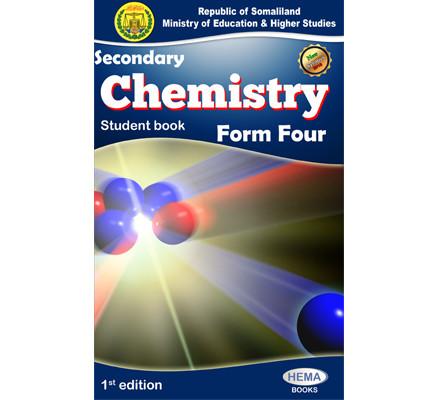 Republic of Somaliland
Ministry of Education & Higher Studies
Secondary
Chemistry
Student book
Form Four
1st edition
HEMA
BOOKS